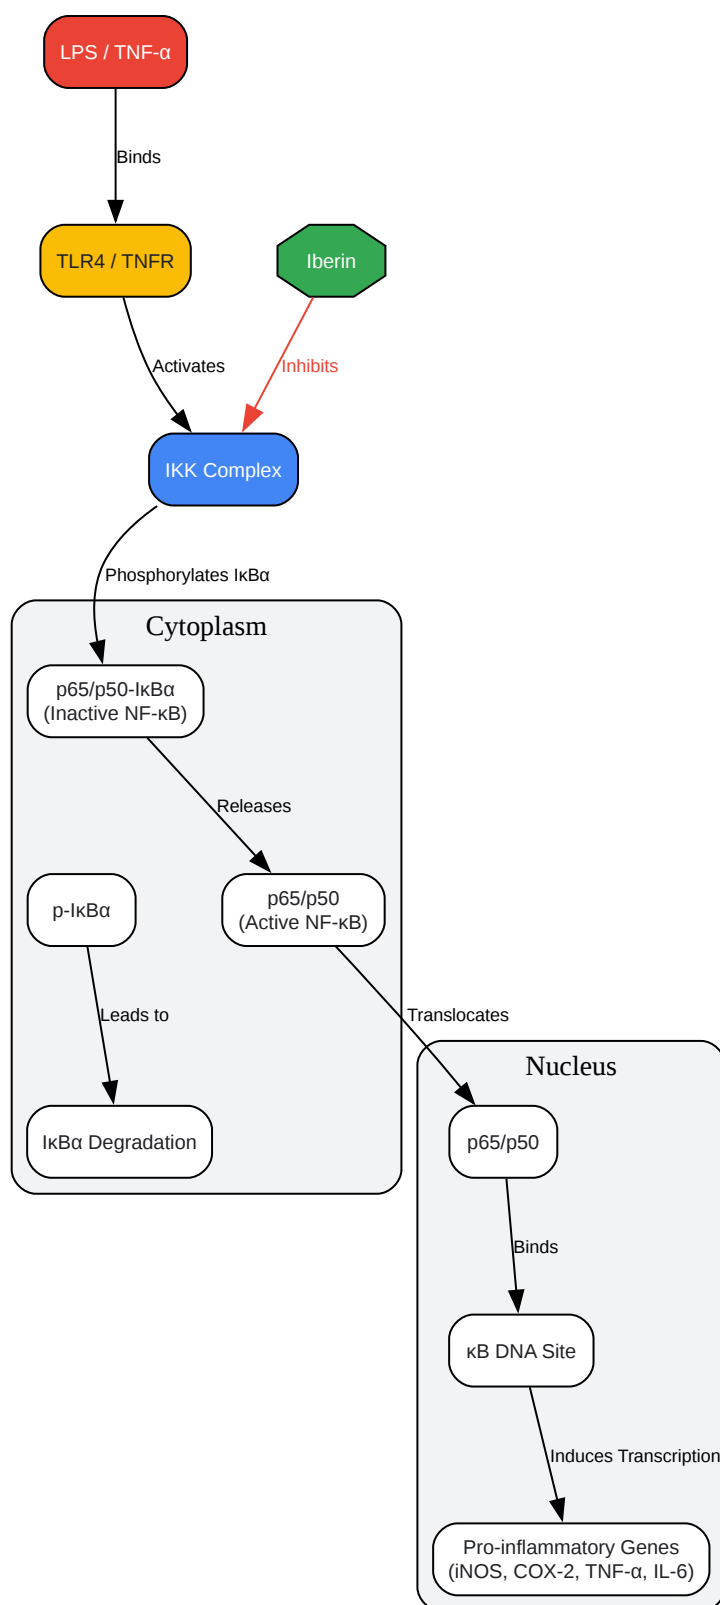 LPS / TNF-α
Binds
TLR4 / TNFR
Iberin
Activates
Inhibits
IKK Complex
Phosphorylates IκBα
Cytoplasm
p65/p50-IκBα
(Inactive NF-κB)
Releases
p-IκBα
p65/p50
(Active NF-κB)
Leads to
Translocates
Nucleus
IκBα Degradation
p65/p50
Binds
κB DNA Site
Induces Transcription
Pro-inflammatory Genes
(iNOS, COX-2, TNF-α, IL-6)